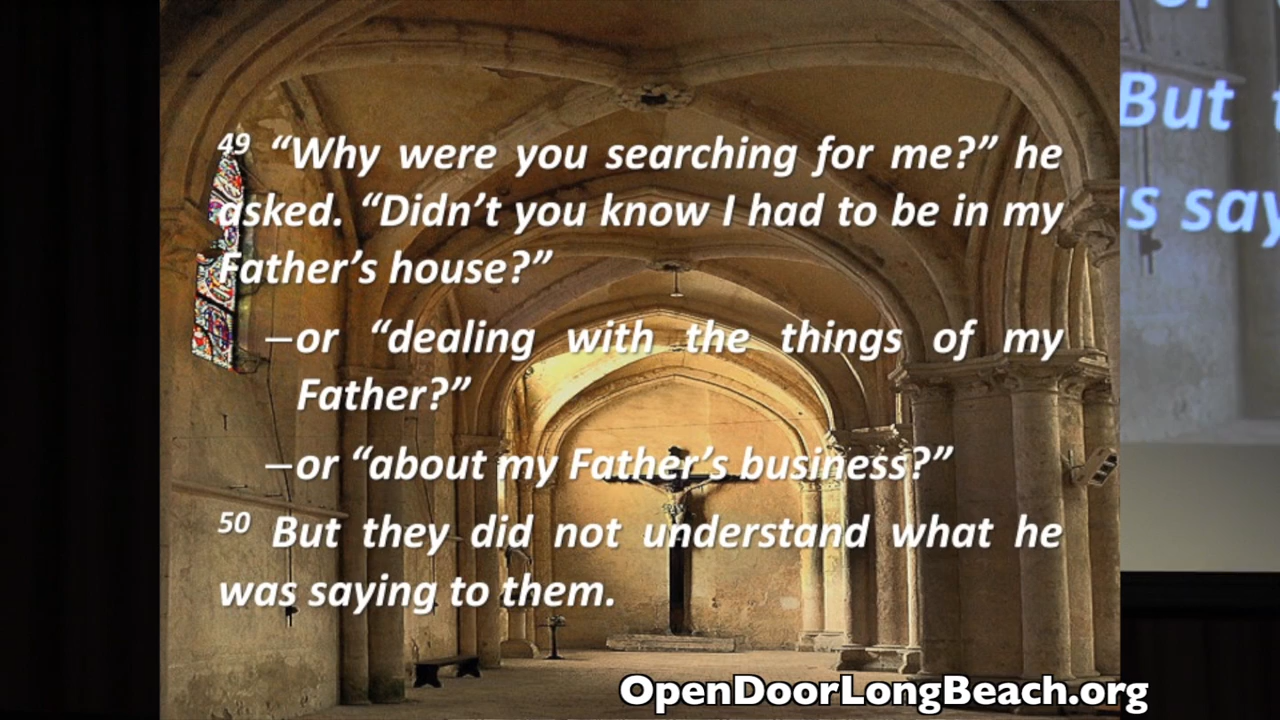 49 “Why were you searching for me?” he
asked. “Didn’t you know I had to be in my
Father’s house?”
–or “dealing with the things of my
Father?”
–or “about my Father’s business?”
50 But they did not understand what he
was saying to them.
OpenDoorLongBeach.org
But
say